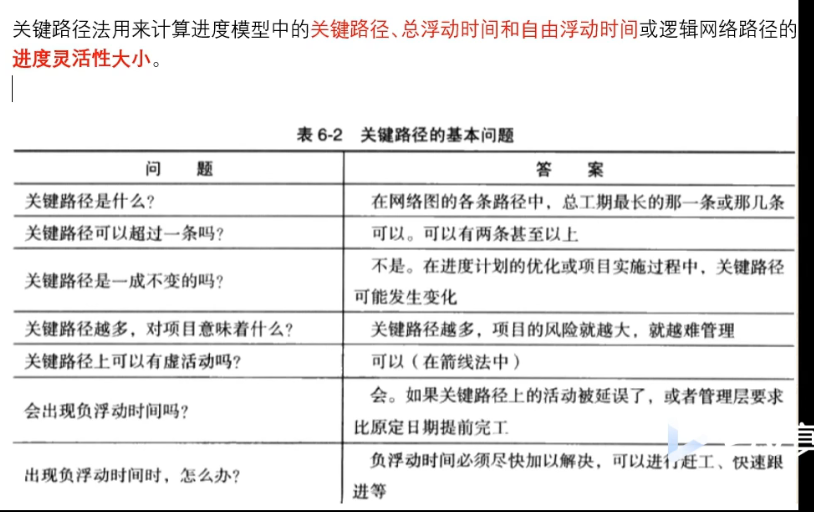 关键路径法用来计算进度模型中的关键路径、总浮动时间和自由浮动时间或逻辑网络路径的
进度灵活性大小。
表 6-2 关键路径的基本问题
问 题 答 案
关键路径是什么? 在网络图的各条路径中，总工期最长的那一条或那几条
关键路径可以超过一条吗? 可以。可以有两条甚至以上
关键路径是一成不变的吗? 不是。在进度计划的优化或项目实施过程中，关键路径
可能发生变化
关键路径越多，对项目意味着什么? 关键路径越多，项目的风险就越大，就越难管理
关键路径上可以有虚活动吗? 可以（在箭线法中）
会出现负浮动时间吗? 会。如果关键路径上的活动被延误了，或者管理层要求
比原定日期提前完工
出现负浮动时间时，怎么办? 负浮动时间必须尽快加以解决，可以进行赶工、快速跟
进等